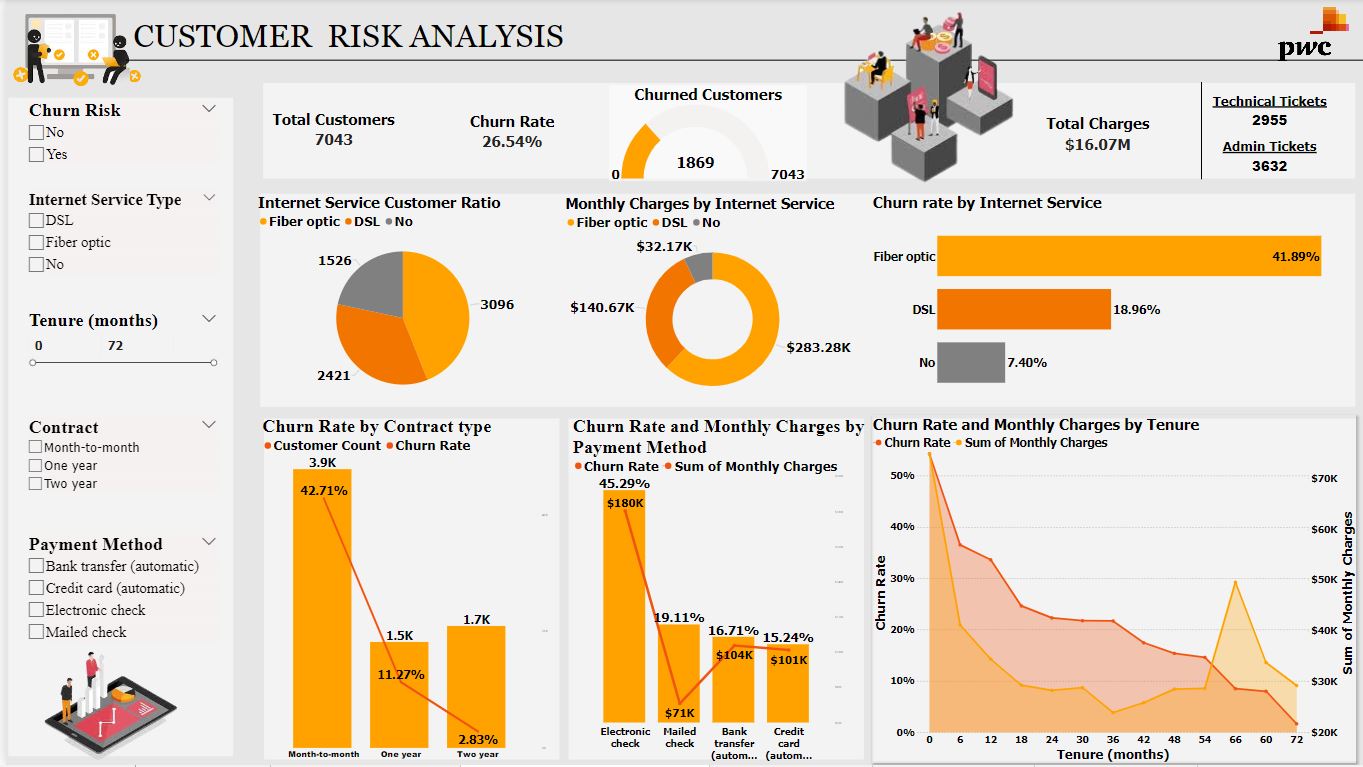 CUSTOMER RISK ANALYSIS
pwc
Churn Risk
No
Yes
Internet Service Type
DSL
Fiber optic
No
Tenure (months)
0 72
Contract
Month-to-month
One year
Two year
Payment Method
Bank transfer (automatic)
Credit card (automatic)
Electronic check
Mailed check
Total Customers
7043
Churn Rate
26.54%
Churned Customers
1869
0 7043
Total Charges
$16.07M
Technical Tickets
2955
Admin Tickets
3632
Internet Service Customer Ratio
Fiber optic DSL No
1526
3096
2421
Monthly Charges by Internet Service
Fiber optic DSL No
$32.17K
$140.67K
$283.28K
Churn rate by Internet Service
Fiber optic 41.89%
DSL 18.96%
No 7.40%
Churn Rate by Contract type
Customer Count Churn Rate
3.9K
42.71%
1.5K
11.27%
1.7K
2.83%
Month-to-month One year Two year
Churn Rate and Monthly Charges by
Payment Method
Churn Rate Sum of Monthly Charges
45.29%
$180K
19.11%
$71K
16.71%
$104K
15.24%
$101K
Electronic
check
Mailed
check
Bank
transfer
(autom...
Credit
card
(autom...
Churn Rate and Monthly Charges by Tenure
Churn Rate Sum of Monthly Charges
50%
40%
30%
20%
10%
0%
Churn Rate
$70K
$60K
$50K
$40K
$30K
$20K
Sum of Monthly Charges
0 6 12 18 24 30 36 42 48 54 66 60 72
Tenure (months)